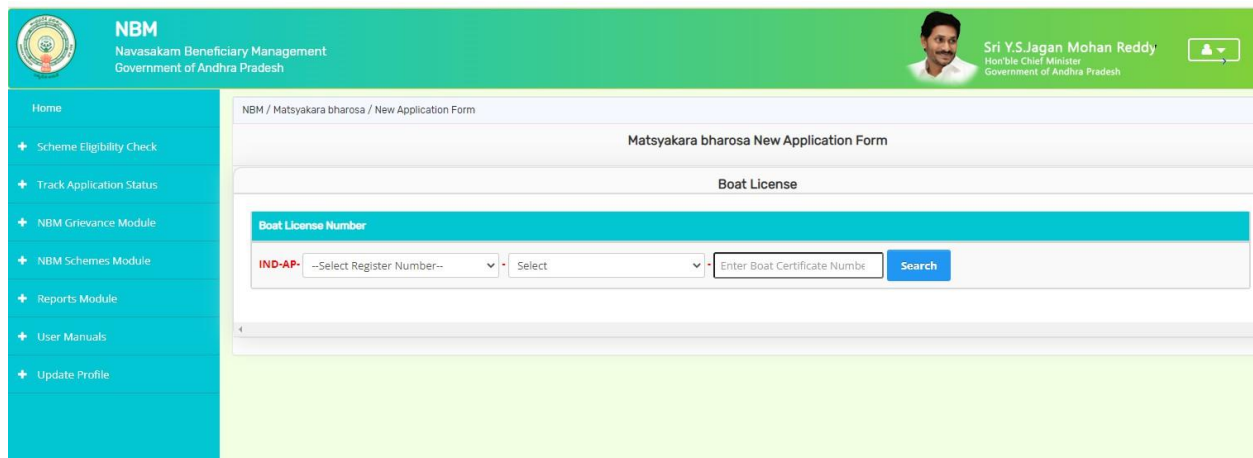 NBM
Navasakam Beneficiary Management
Government of Andhra Pradesh
Sri Y.S.Jagan Mohan Reddy
Hon'ble Chief Minister
Government of Andhra Pradesh
Home
Scheme Eligibility Check
Track Application Status
NBM Grievance Module
NBM Schemes Module
Reports Module
User Manuals
Update Profile
NBM / Matsyakara bharosa / New Application Form
Matsyakara bharosa New Application Form
Boat License
Boat License Number
IND-AP- --Select Register Number-- - Select - Enter Boat Certificate Numbe Search